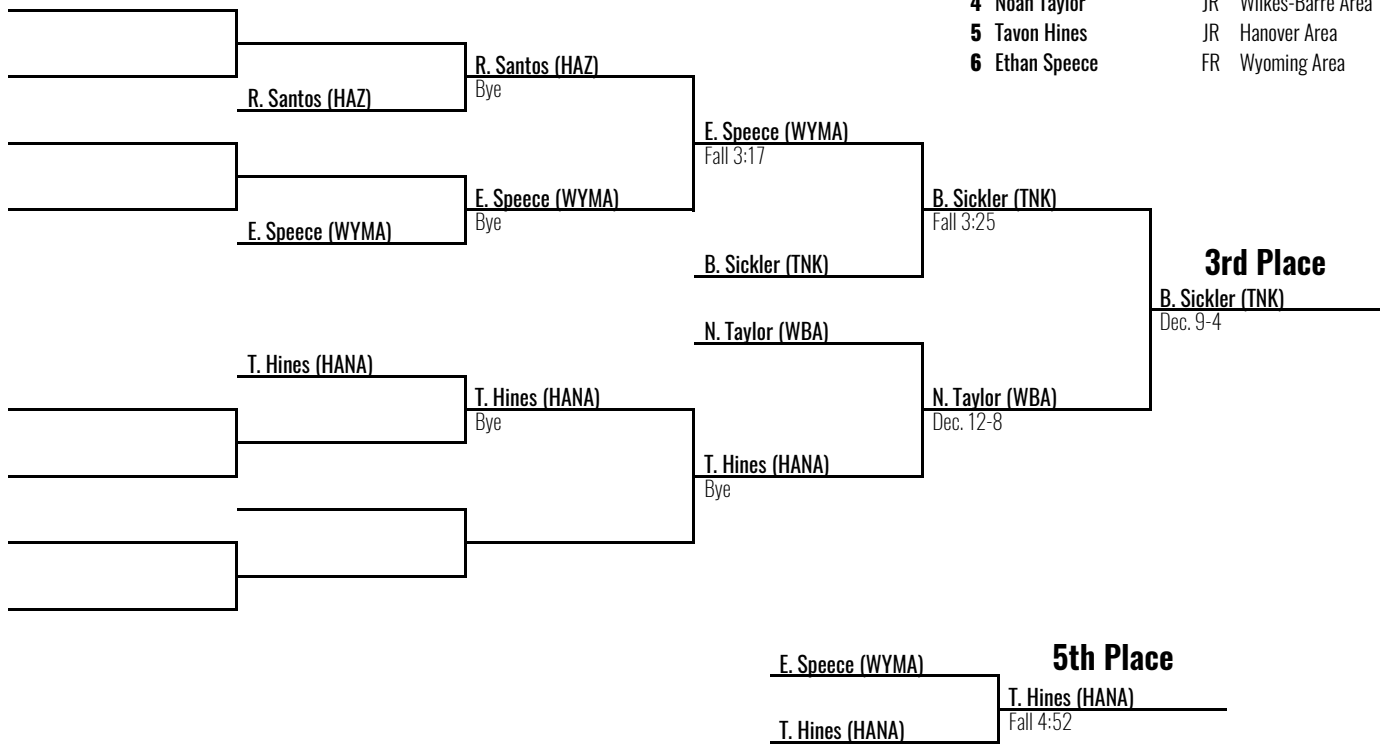 4 Noah Taylor JR Wilkes-Barre Area
5 Tavon Hines JR Hanover Area
6 Ethan Speece FR Wyoming Area
R. Santos (HAZ)
Bye
R. Santos (HAZ)
E. Speece (WYMA)
Fall 3:17
E. Speece (WYMA)
Bye
B. Sickler (TNK)
Fall 3:25
E. Speece (WYMA)
B. Sickler (TNK)
3rd Place
B. Sickler (TNK)
Dec. 9-4
N. Taylor (WBA)
T. Hines (HANA)
T. Hines (HANA)
Bye
N. Taylor (WBA)
Dec. 12-8
T. Hines (HANA)
Bye
5th Place
E. Speece (WYMA)
T. Hines (HANA)
Fall 4:52
T. Hines (HANA)